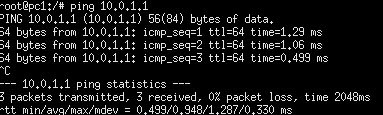 root@pc1:/# ping 10.0.1.1
PING 10.0.1.1 (10.0.1.1) 56(84) bytes of data.
64 bytes from 10.0.1.1: icmp_seq=1 ttl=64 time=1.29 ms
64 bytes from 10.0.1.1: icmp_seq=2 ttl=64 time=1.06 ms
64 bytes from 10.0.1.1: icmp_seq=3 ttl=64 time=0.499 ms
^C
--- 10.0.1.1 ping statistics ---
3 packets transmitted, 3 received, 0% packet loss, time 2048ms
rtt min/avg/max/mdev = 0.499/0.948/1.287/0.330 ms